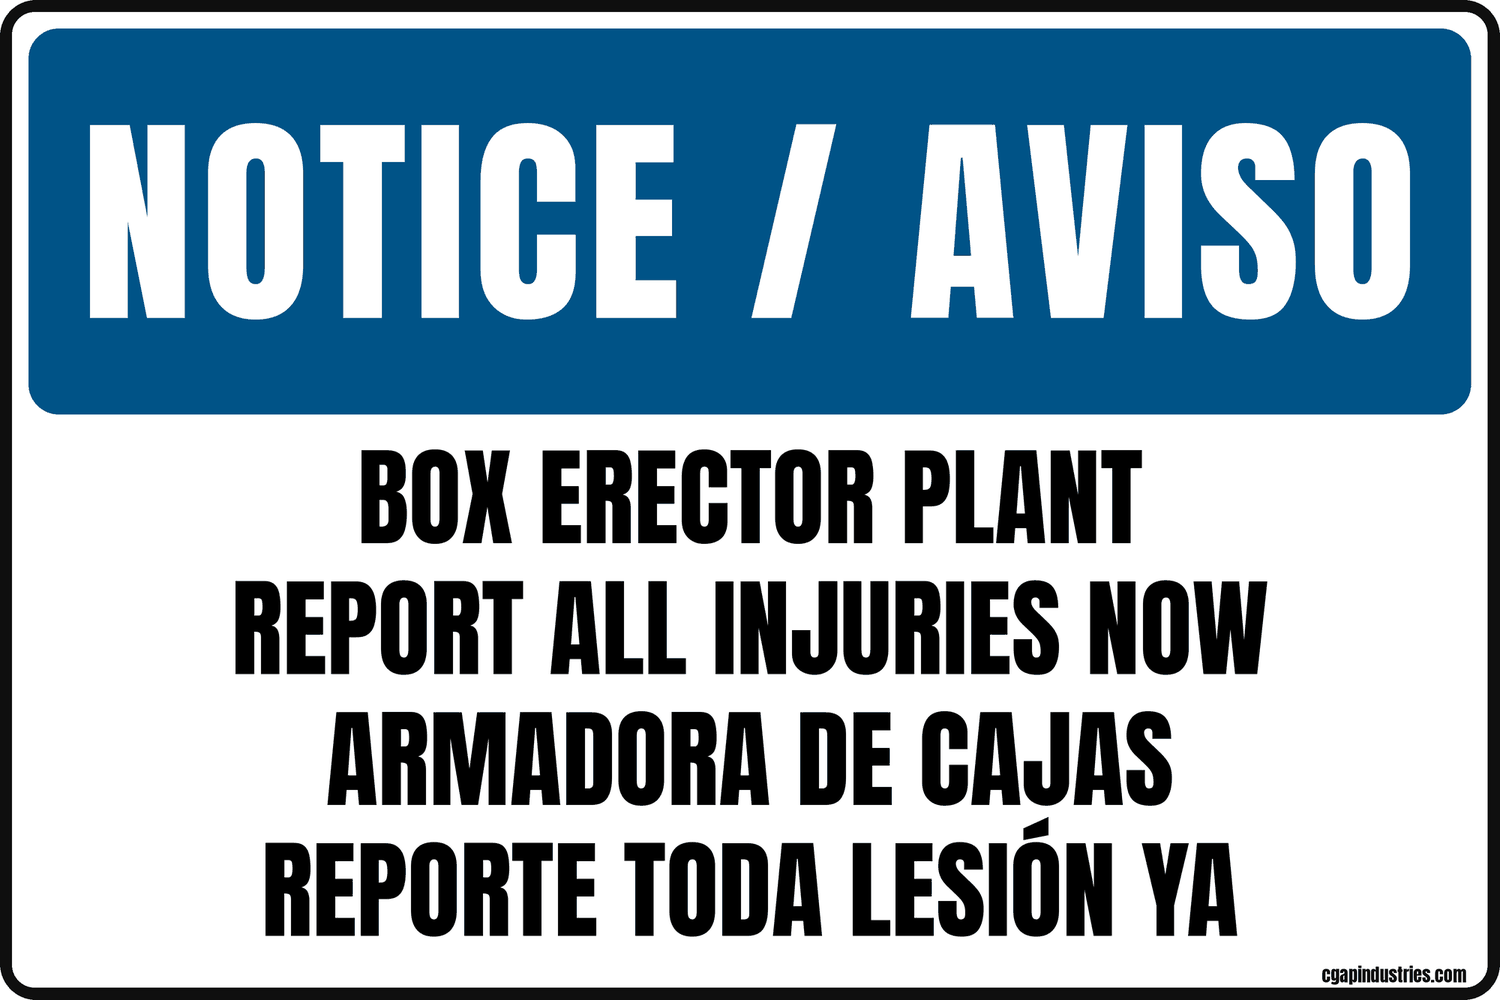 NOTICE / AVISO
BOX ERECTOR PLANT
REPORT ALL INJURIES NOW
ARMADORA DE CAJAS
REPORTE TODA LESIÓN YA
cgapindustries.com